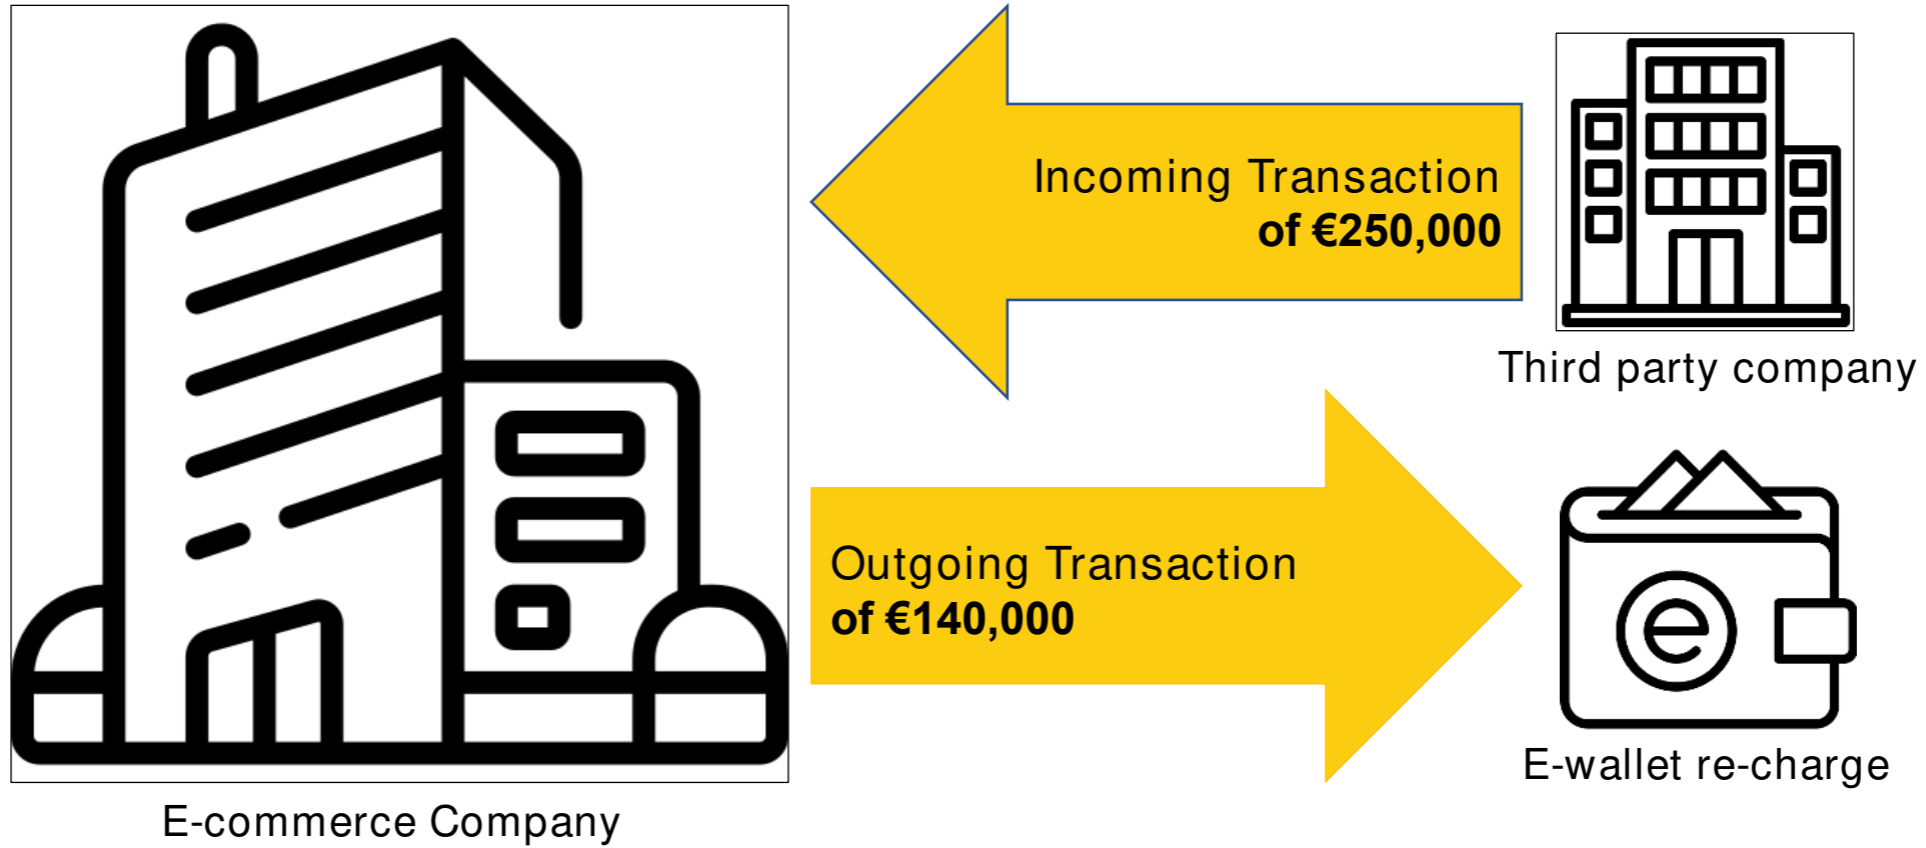 Incoming Transaction
of €250,000
Third party company
Outgoing Transaction
of €140,000
e
E-wallet re-charge
E-commerce Company